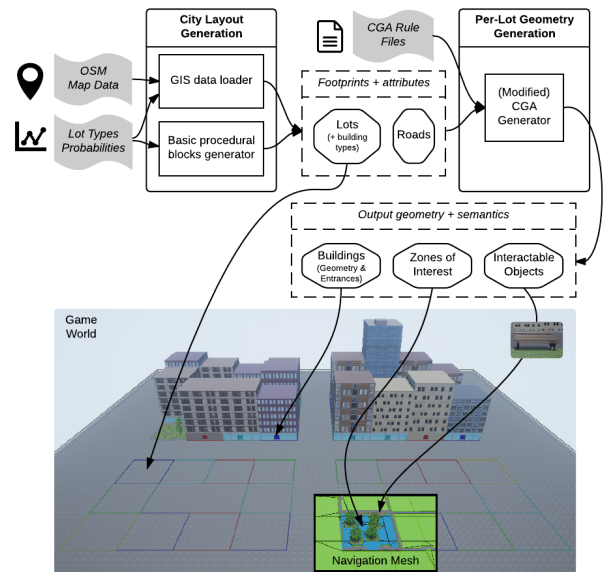 City Layout
Generation
CGA Rule
Files
Per-Lot Geometry
Generation
OSM
Map Data
GIS data loader
Footprints + attributes
(Modified)
CGA
Generator
Lot Types
Probabilities
Basic procedural
blocks generator
Lots
(+ building
types)
Roads
Output geometry + semantics
Buildings
(Geometry &
Entrances)
Zones of
Interest
Interactable
Objects
Game
World
Navigation Mesh